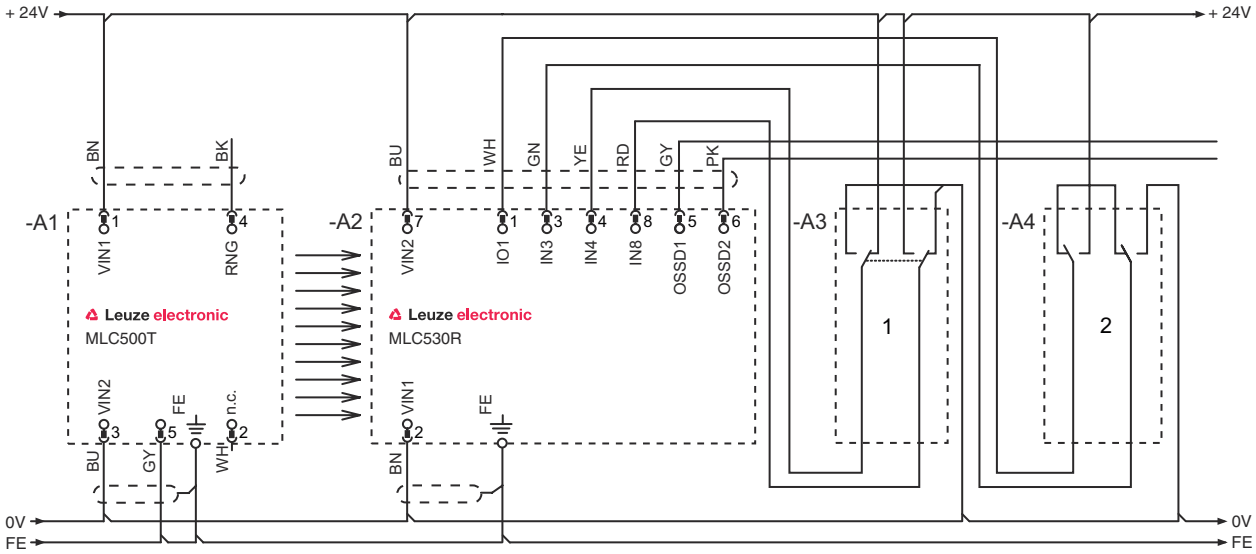 + 24V
+ 24V
BN
BK
BU
WH
GN
YE
RD
GY
PK
-A1
1
4
-A2
7
1
3
4
8
5
6
-A3
-A4
VIN1
RNG
VIN2
IO1
IN3
IN4
IN8
OSSD1
OSSD2
Leuze electronic
MLC500T
Leuze electronic
MLC530R
1
2
VIN2
FE
n.c.
VIN1
FE
3
5
2
2
BU
GY
WH
BN
0V
0V
FE
FE